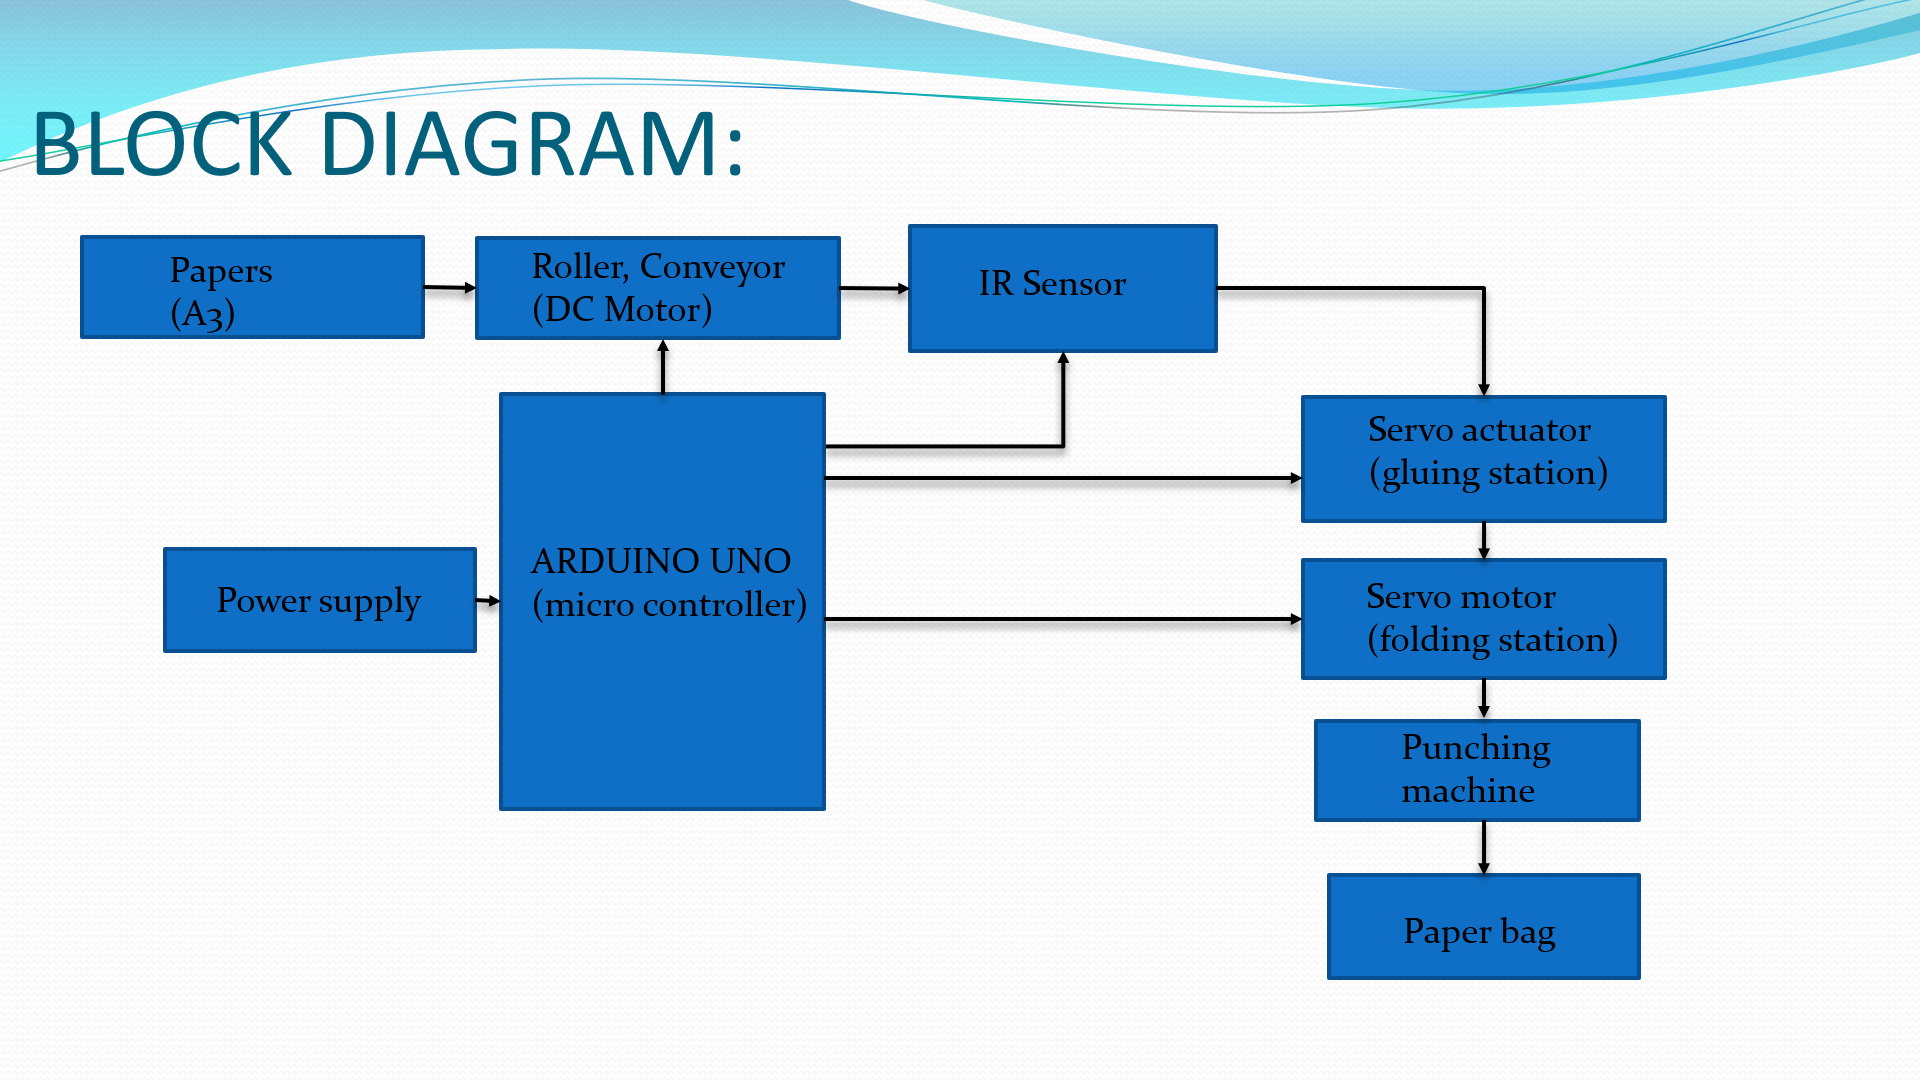 BLOCK DIAGRAM:
Papers
(A3)
Roller, Conveyor
(DC Motor)
IR Sensor
Servo actuator
(gluing station)
ARDUINO UNO
(micro controller)
Power supply
Servo motor
(folding station)
Punching
machine
Paper bag